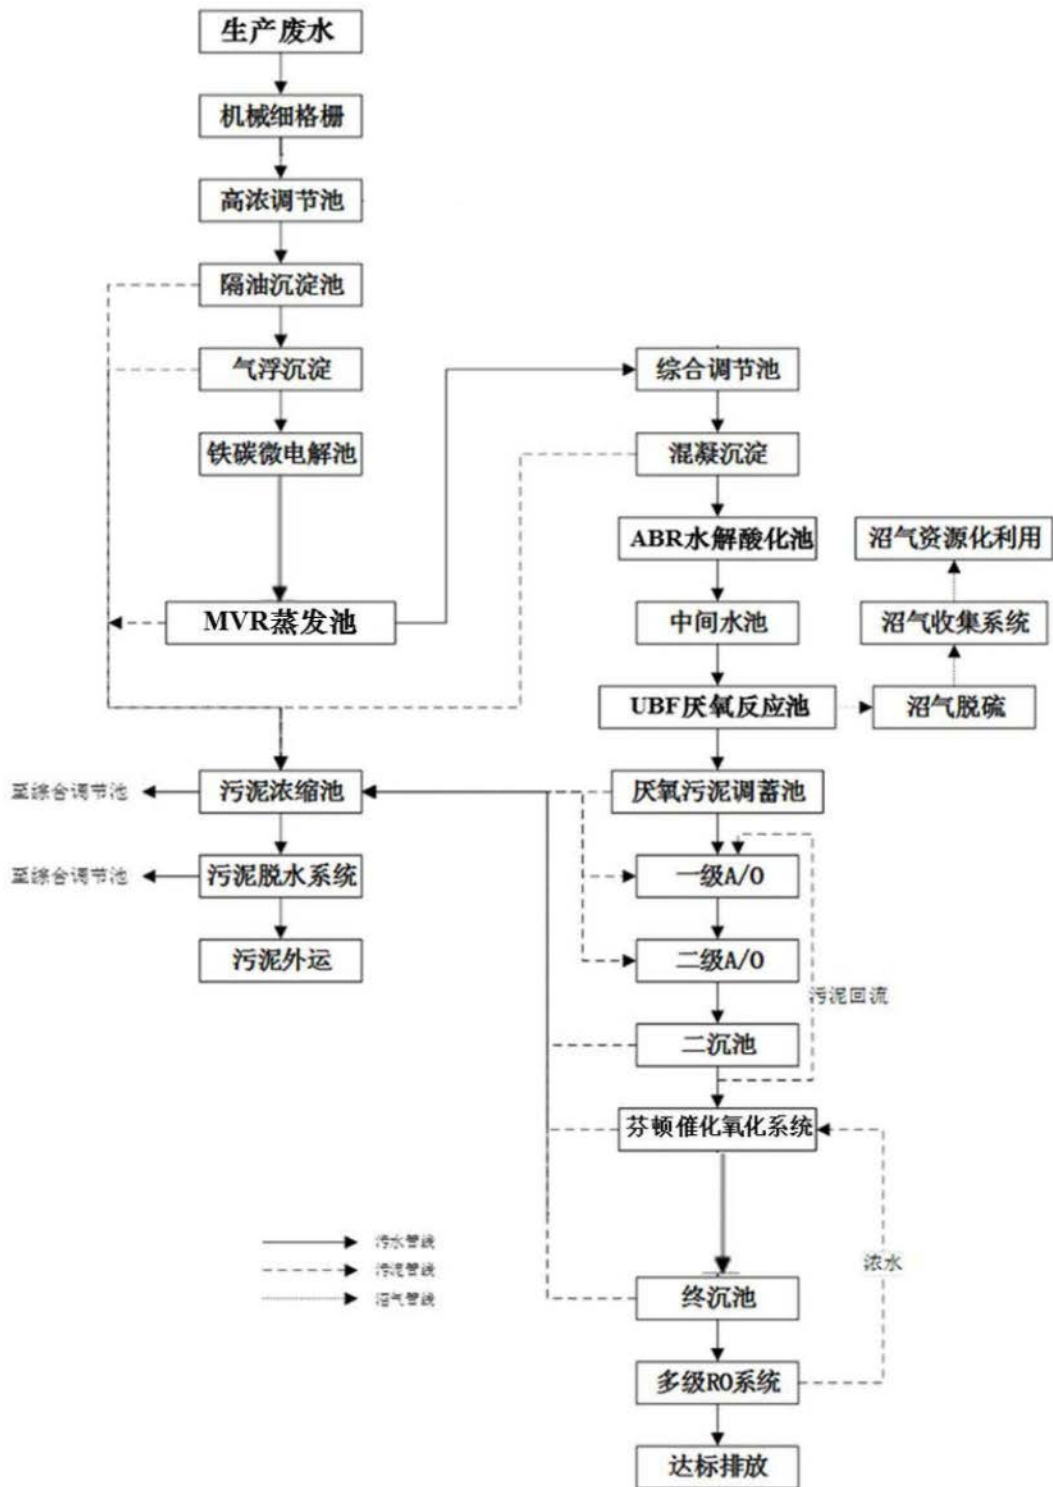 生产废水
机械细格栅
高浓调节池
隔油沉淀池
气浮沉淀
铁碳微电解池
MVR蒸发池
综合调节池
混凝沉淀
ABR水解酸化池
中间水池
UBF厌氧反应池
沼气资源化利用
沼气收集系统
沼气脱硫
污泥浓缩池
综合调节池
污泥脱水系统
综合调节池
污泥外运
厌氧污泥调蓄池
一级A/O
二级A/O
污泥回流
二沉池
芬顿催化氧化系统
浓水
终沉池
多级RO系统
达标排放
污水管线
污泥管线
沼气管线